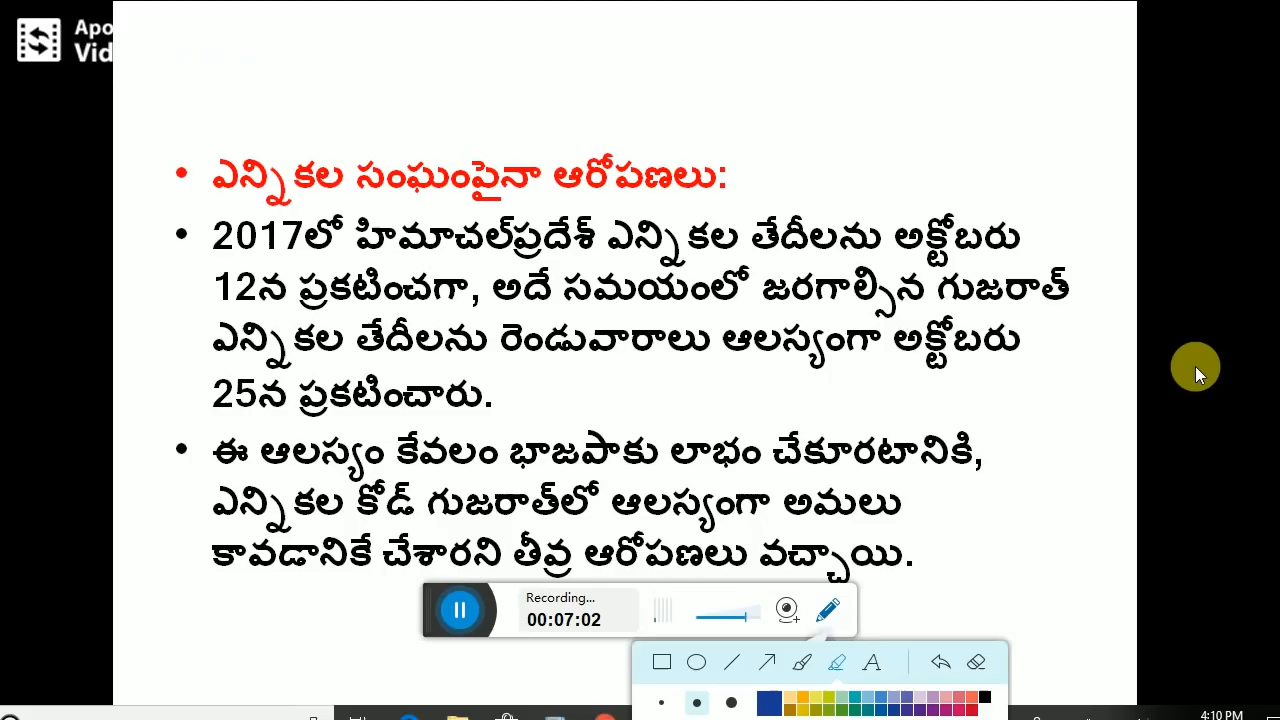 Apo
Vid
• ఎన్నికల సంఘంపైనా ఆరోపణలు:
• 2017లో హిమాచల్‌ప్రదేశ్ ఎన్నికల తేదీలను అక్టోబరు
12న ప్రకటించగా, అదే సమయంలో జరగాల్సిన గుజరాత్
ఎన్నికల తేదీలను రెండువారాలు ఆలస్యంగా అక్టోబరు
25న ప్రకటించారు.
• ఈ ఆలస్యం కేవలం భాజపాకు లాభం చేకూరటానికి,
ఎన్నికల కోడ్ గుజరాత్‌లో ఆలస్యంగా అమలు
కావడానికే చేశారని తీవ్ర ఆరోపణలు వచ్చాయి.
Recording...
00:07:02
A
4:10 PM